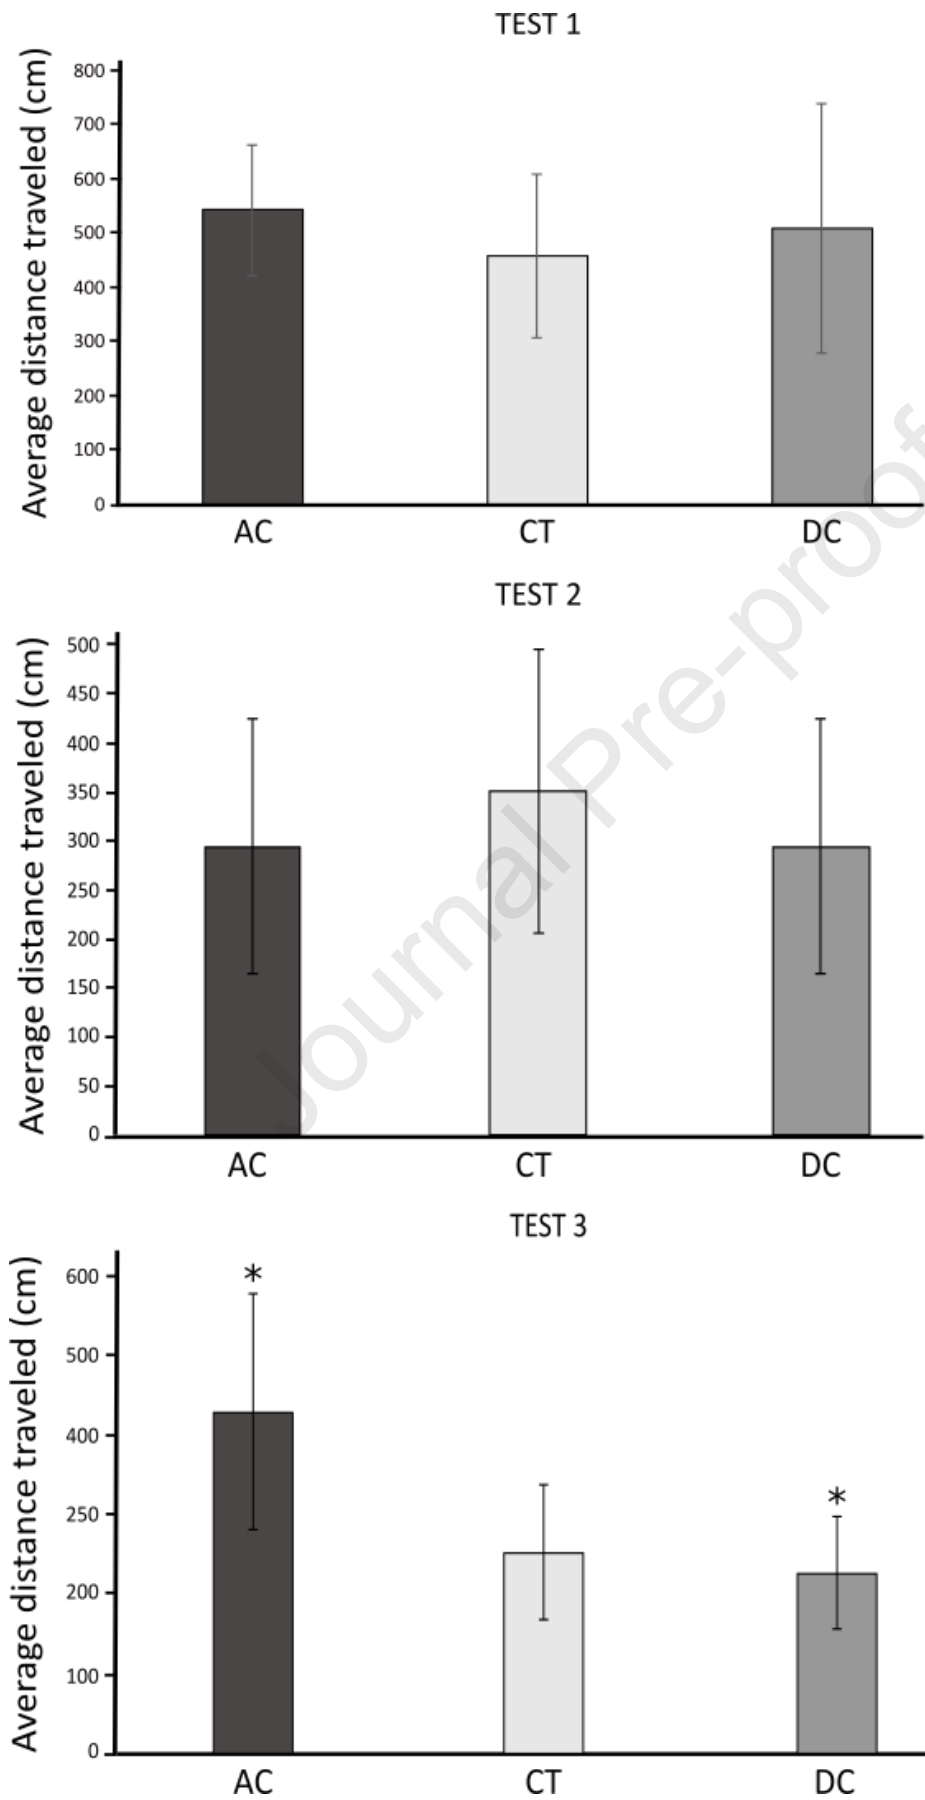 TEST 1
Average distance traveled (cm)
800
700
600
500
400
300
200
100
0
AC CT DC
TEST 2
Average distance traveled (cm)
500
450
400
350
300
250
200
150
100
50
0
AC CT DC
TEST 3
Average distance traveled (cm)
600
500
400
250
200
100
0
*
*
AC CT DC
Journal Pre-proof